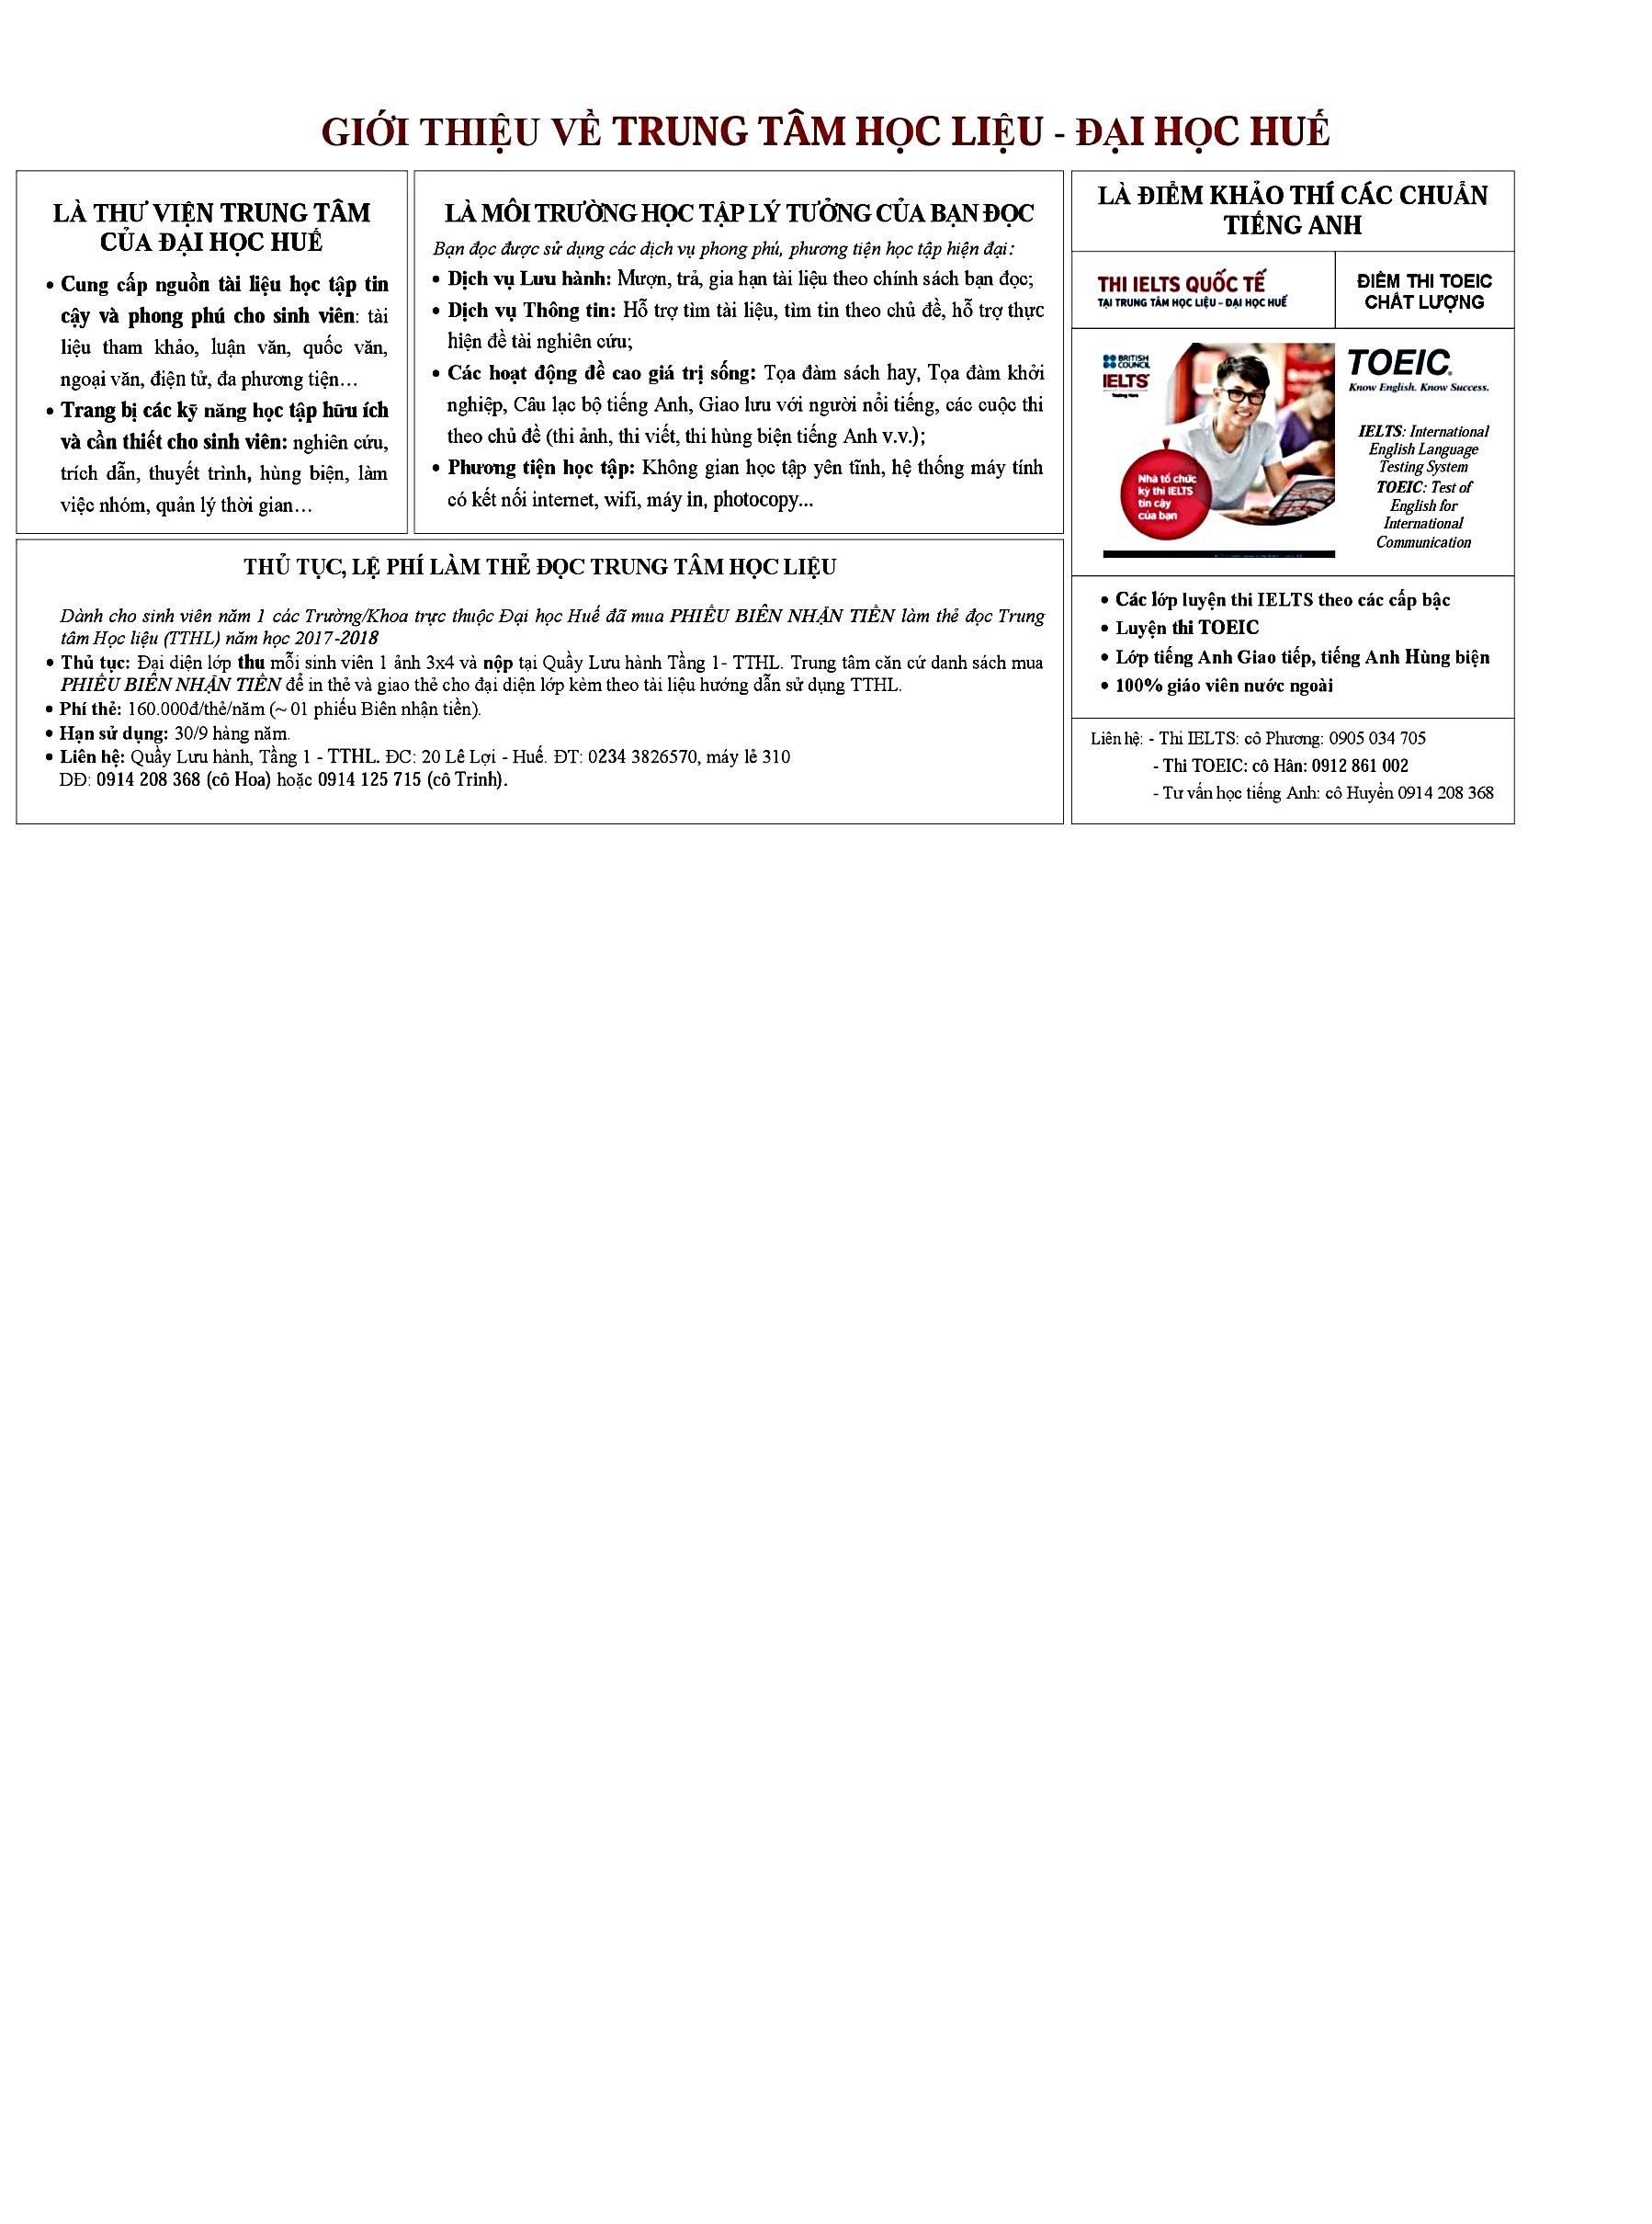 GIỚI THIỆU VỀ TRUNG TÂM HỌC LIỆU - ĐẠI HỌC HUẾ
LÀ THƯ VIỆN TRUNG TÂM
CỦA ĐẠI HỌC HUẾ
• Cung cấp nguồn tài liệu học tập tin
cậy và phong phú cho sinh viên: tài
liệu tham khảo, luận văn, quốc văn,
ngoại văn, điện tử, đa phương tiện…
• Trang bị các kỹ năng học tập hữu ích
và cần thiết cho sinh viên: nghiên cứu,
trích dẫn, thuyết trình, hùng biện, làm
việc nhóm, quản lý thời gian…
LÀ MÔI TRƯỜNG HỌC TẬP LÝ TƯỞNG CỦA BẠN ĐỌC
Bạn đọc được sử dụng các dịch vụ phong phú, phương tiện học tập hiện đại:
• Dịch vụ Lưu hành: Mượn, trả, gia hạn tài liệu theo chính sách bạn đọc;
• Dịch vụ Thông tin: Hỗ trợ tìm tài liệu, tìm tin theo chủ đề, hỗ trợ thực
hiện đề tài nghiên cứu;
• Các hoạt động đề cao giá trị sống: Tọa đàm sách hay, Tọa đàm khởi
nghiệp, Câu lạc bộ tiếng Anh, Giao lưu với người nổi tiếng, các cuộc thi
theo chủ đề (thi ảnh, thi viết, thi hùng biện tiếng Anh v.v.);
• Phương tiện học tập: Không gian học tập yên tĩnh, hệ thống máy tính
có kết nối internet, wifi, máy in, photocopy...
THỦ TỤC, LỆ PHÍ LÀM THẺ ĐỌC TRUNG TÂM HỌC LIỆU
Dành cho sinh viên năm 1 các Trường/Khoa trực thuộc Đại học Huế đã mua PHIẾU BIÊN NHẬN TIỀN làm thẻ đọc Trung
tâm Học liệu (TTHL) năm học 2017-2018
• Thủ tục: Đại diện lớp thu mỗi sinh viên 1 ảnh 3x4 và nộp tại Quầy Lưu hành Tầng 1- TTHL. Trung tâm căn cứ danh sách mua
PHIẾU BIÊN NHẬN TIỀN để in thẻ và giao thẻ cho đại diện lớp kèm theo tài liệu hướng dẫn sử dụng TTHL.
• Phí thẻ: 160.000đ/thẻ/năm (~ 01 phiếu Biên nhận tiền).
• Hạn sử dụng: 30/9 hàng năm.
• Liên hệ: Quầy Lưu hành, Tầng 1 - TTHL. ĐC: 20 Lê Lợi - Huế. ĐT: 0234 3826570, máy lẻ 310
DĐ: 0914 208 368 (cô Hoa) hoặc 0914 125 715 (cô Trinh).
LÀ ĐIỂM KHẢO THÍ CÁC CHUẨN
TIẾNG ANH
THI IELTS QUỐC TẾ
TẠI TRUNG TÂM HỌC LIỆU - ĐẠI HỌC HUẾ
ĐIỂM THI TOEIC
CHẤT LƯỢNG
BRITISH
COUNCIL
IELTS
Testing Here
Nhà tổ chức
kỳ thi IELTS
tin cậy
của bạn
TOEIC.
Know English. Know Success.
IELTS: International
English Language
Testing System
TOEIC: Test of
English for
International
Communication
• Các lớp luyện thi IELTS theo các cấp bậc
• Luyện thi TOEIC
• Lớp tiếng Anh Giao tiếp, tiếng Anh Hùng biện
• 100% giáo viên nước ngoài
Liên hệ: - Thi IELTS: cô Phương: 0905 034 705
- Thi TOEIC: cô Hân: 0912 861 002
- Tư vấn học tiếng Anh: cô Huyền 0914 208 368